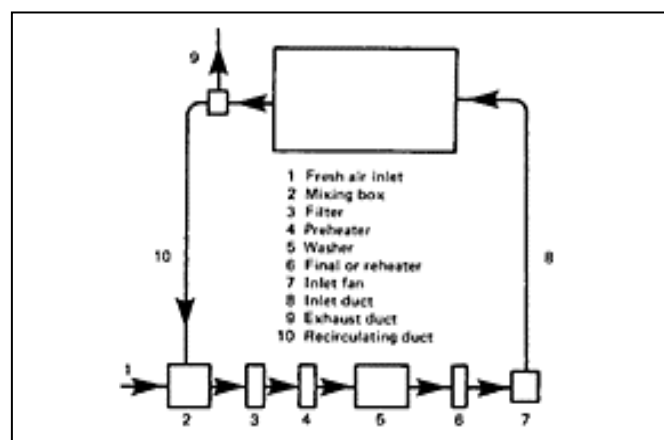 9
1 Fresh air inlet
2 Mixing box
3 Filter
4 Preheater
5 Washer
6 Final or reheater
7 Inlet fan
8 Inlet duct
9 Exhaust duct
10 Recirculating duct
10
8
1
2 3 4 5 6 7